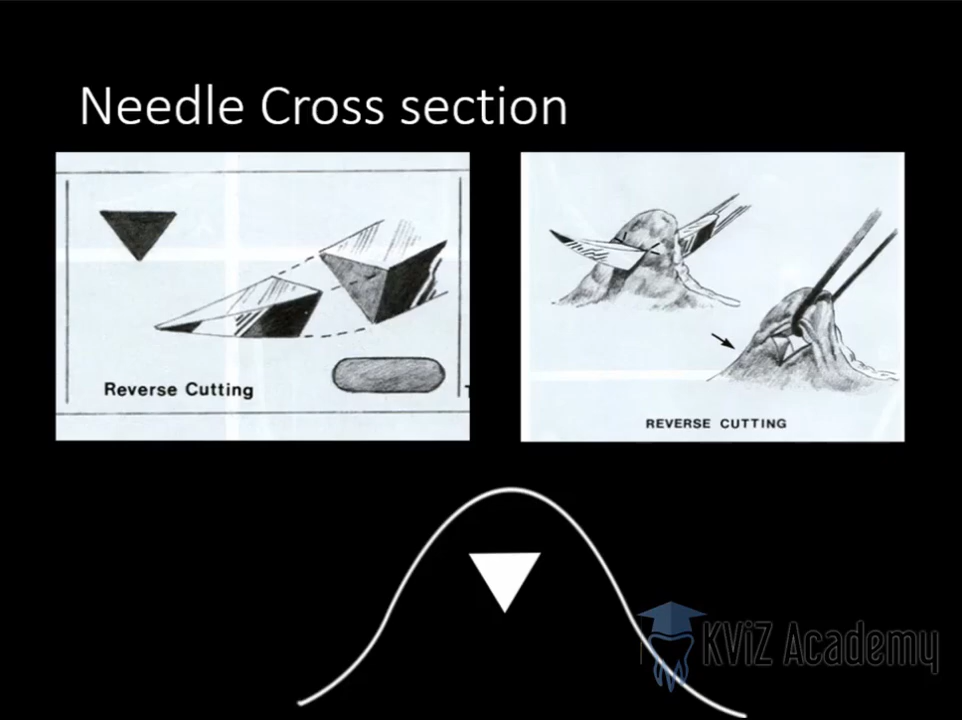 Needle Cross section
Reverse Cutting
REVERSE CUTTING
KViZ Academy